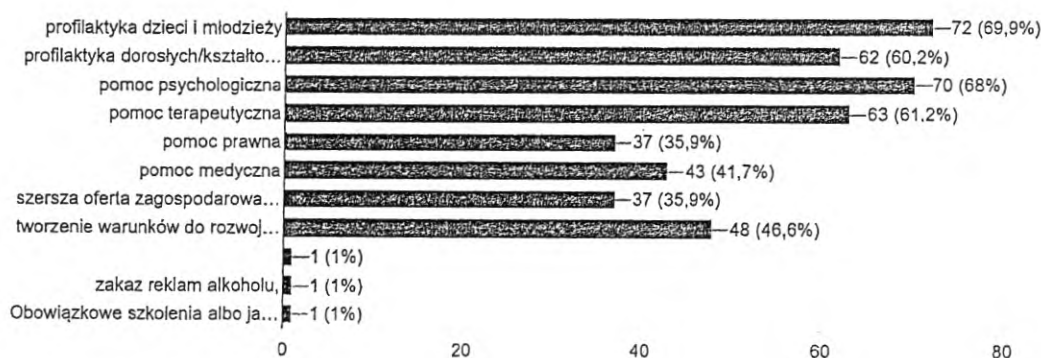 profilaktyka dzieci i młodzieży 72 (69,9%)
profilaktyka dorosłych/kształto... 62 (60,2%)
pomoc psychologiczna 70 (68%)
pomoc terapeutyczna 63 (61,2%)
pomoc prawna 37 (35,9%)
pomoc medyczna 43 (41,7%)
szersza oferta zagospodarowa... 37 (35,9%)
tworzenie warunków do rozwoj... 48 (46,6%)
1 (1%)
zakaz reklam alkoholu, 1 (1%)
Obowiązkowe szkolenia albo ja... 1 (1%)
0 20 40 60 80